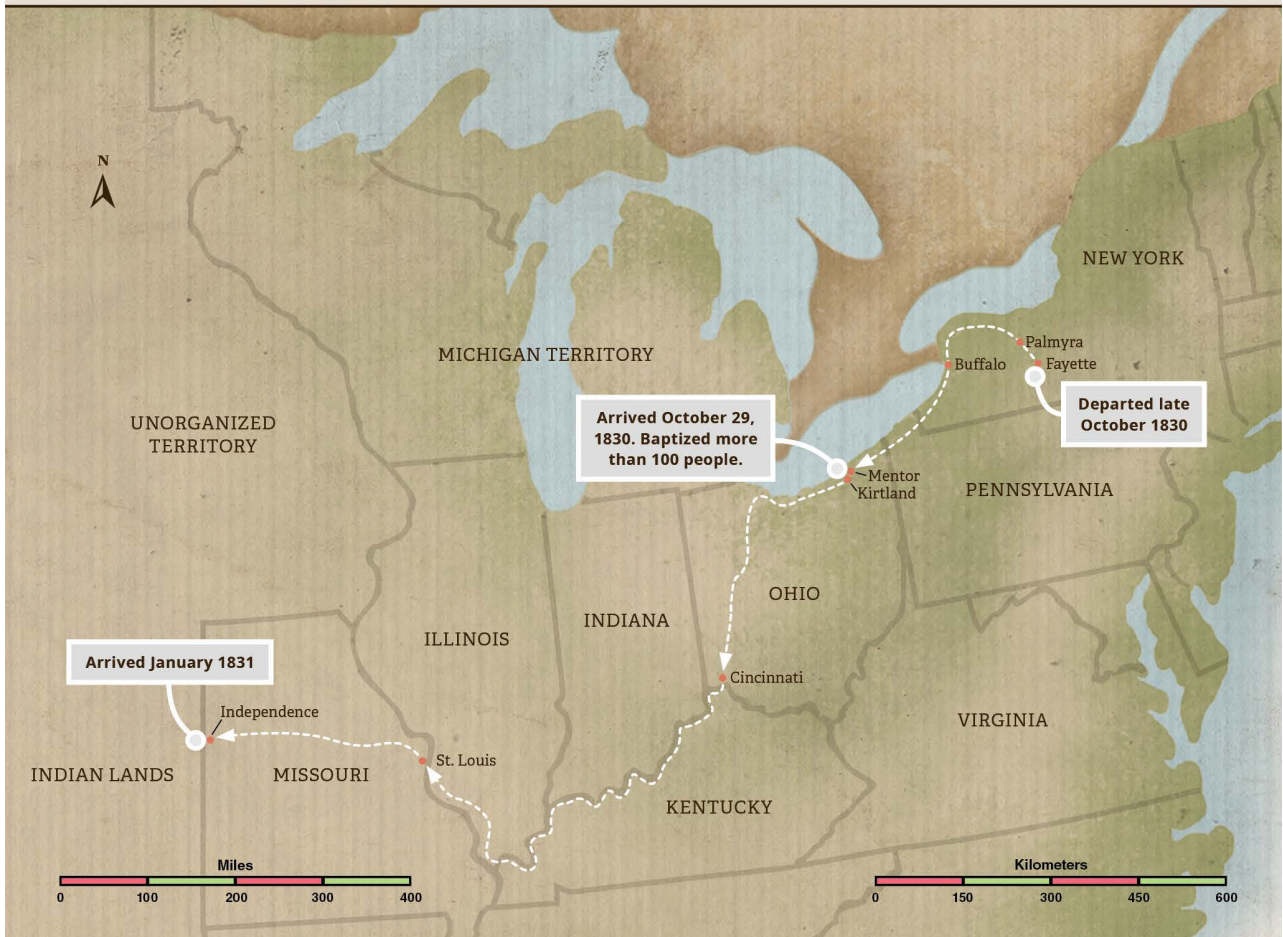 N
NEW YORK
Palmyra
MICHIGAN TERRITORY
Buffalo
Fayette
Departed late
October 1830
Arrived October 29,
1830. Baptized more
than 100 people.
UNORGANIZED
TERRITORY
Mentor
Kirtland
PENNSYLVANIA
OHIO
INDIANA
ILLINOIS
Arrived January 1831
Cincinnati
Independence
VIRGINIA
St. Louis
INDIAN LANDS
MISSOURI
KENTUCKY
Miles
0 100 200 300 400
Kilometers
0 150 300 450 600